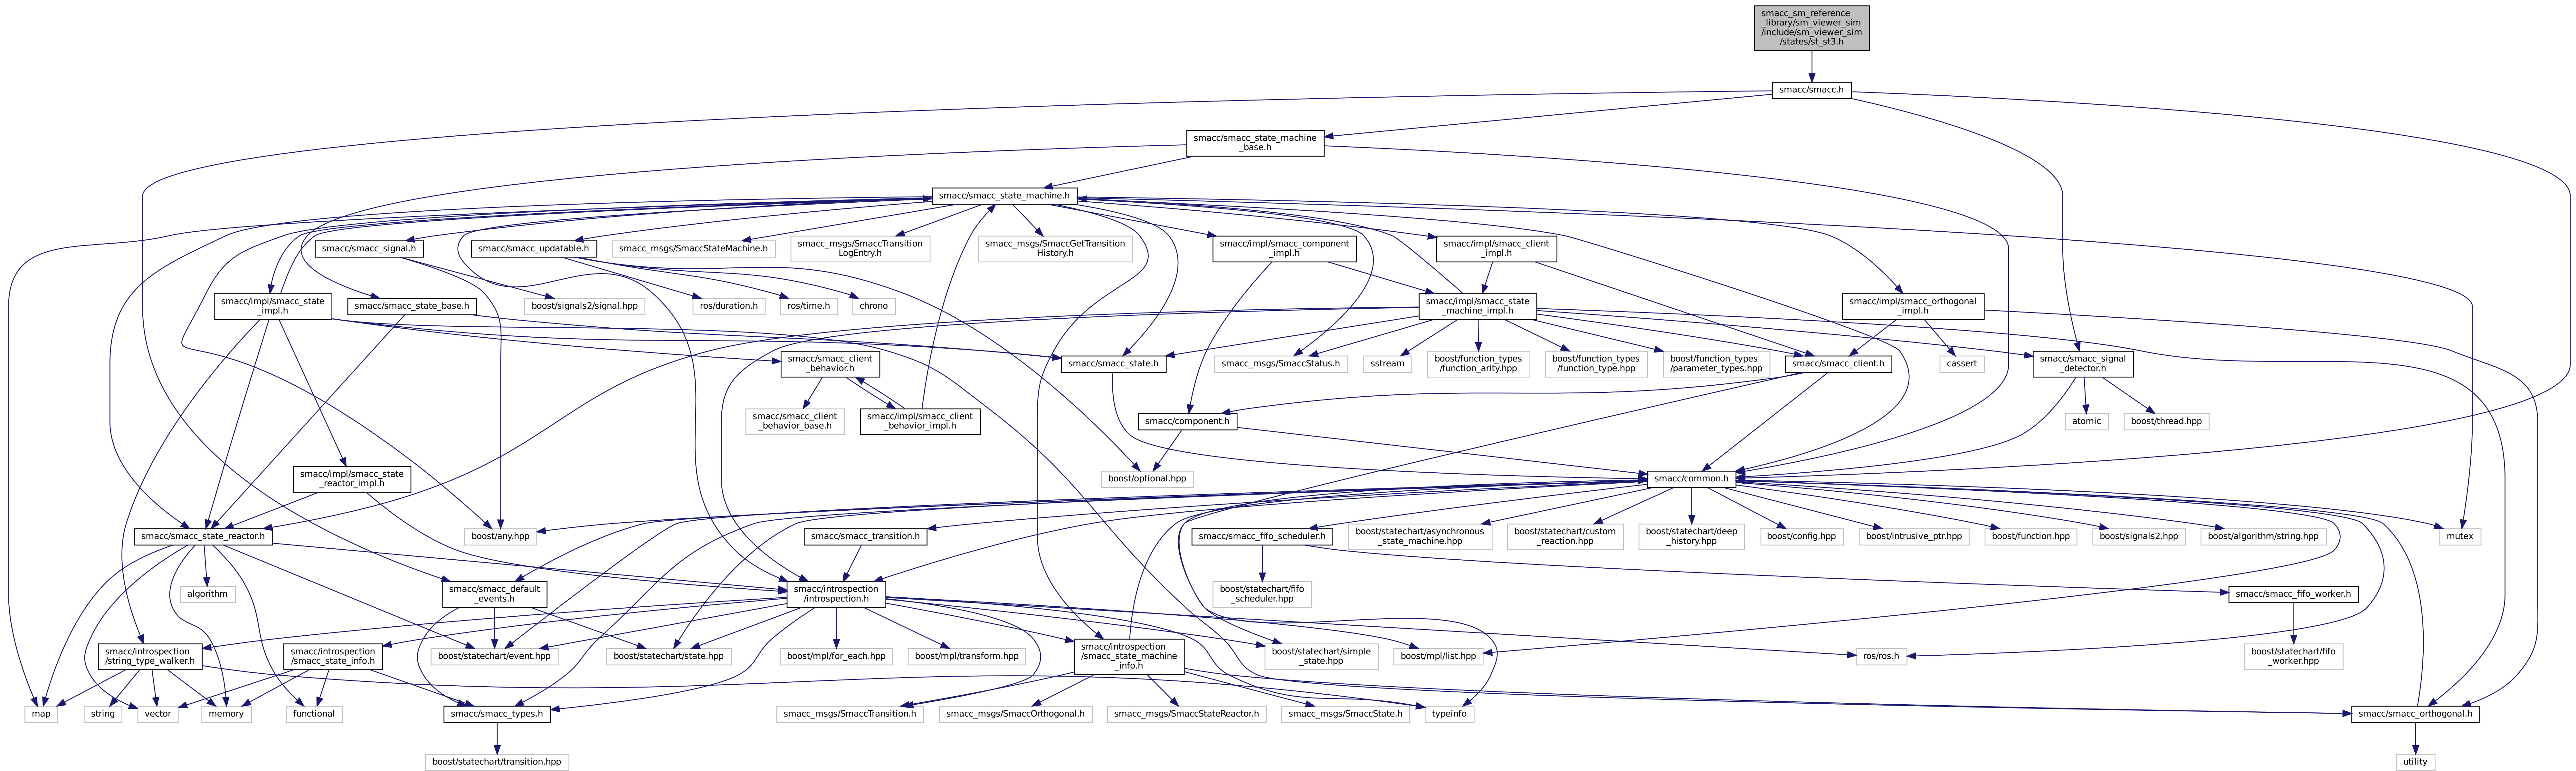 smacc_sm_reference
_library/sm_viewer_sim
/include/sm_viewer_sim
/states/st_st3.h
smacc/smacc.h
smacc/smacc_state_machine
_base.h
smacc/smacc_state_machine.h
smacc/smacc_signal.h
smacc/smacc_updatable.h
smacc_msgs/SmaccStateMachine.h
smacc_msgs/SmaccTransition
LogEntry.h
smacc_msgs/SmaccGetTransition
History.h
smacc/impl/smacc_component
_impl.h
smacc/impl/smacc_client
_impl.h
smacc/impl/smacc_state
_impl.h
smacc/smacc_state_base.h
boost/signals2/signal.hpp
ros/duration.h
ros/time.h
chrono
smacc/impl/smacc_state
_machine_impl.h
smacc/impl/smacc_orthogonal
_impl.h
smacc/smacc_client
_behavior.h
smacc/smacc_state.h
smacc_msgs/SmaccStatus.h
sstream
boost/function_types
/function_arity.hpp
boost/function_types
/function_type.hpp
boost/function_types
/parameter_types.hpp
smacc/smacc_client.h
cassert
smacc/smacc_signal
_detector.h
smacc/smacc_client
_behavior_base.h
smacc/impl/smacc_client
_behavior_impl.h
smacc/component.h
atomic
boost/thread.hpp
smacc/impl/smacc_state
_reactor_impl.h
boost/optional.hpp
smacc/common.h
smacc/smacc_state_reactor.h
boost/any.hpp
smacc/smacc_transition.h
smacc/smacc_fifo_scheduler.h
boost/statechart/asynchronous
_state_machine.hpp
boost/statechart/custom
_reaction.hpp
boost/statechart/deep
_history.hpp
boost/config.hpp
boost/intrusive_ptr.hpp
boost/function.hpp
boost/signals2.hpp
boost/algorithm/string.hpp
mutex
algorithm
smacc/smacc_default
_events.h
smacc/introspection
/introspection.h
boost/statechart/fifo
_scheduler.hpp
smacc/smacc_fifo_worker.h
smacc/introspection
/string_type_walker.h
smacc/introspection
/smacc_state_info.h
boost/statechart/event.hpp
boost/statechart/state.hpp
boost/mpl/for_each.hpp
boost/mpl/transform.hpp
smacc/introspection
/smacc_state_machine
_info.h
boost/statechart/simple
_state.hpp
boost/mpl/list.hpp
ros/ros.h
boost/statechart/fifo
_worker.hpp
map
string
vector
memory
functional
smacc/smacc_types.h
smacc_msgs/SmaccTransition.h
smacc_msgs/SmaccOrthogonal.h
smacc_msgs/SmaccStateReactor.h
smacc_msgs/SmaccState.h
typeinfo
smacc/smacc_orthogonal.h
boost/statechart/transition.hpp
utility